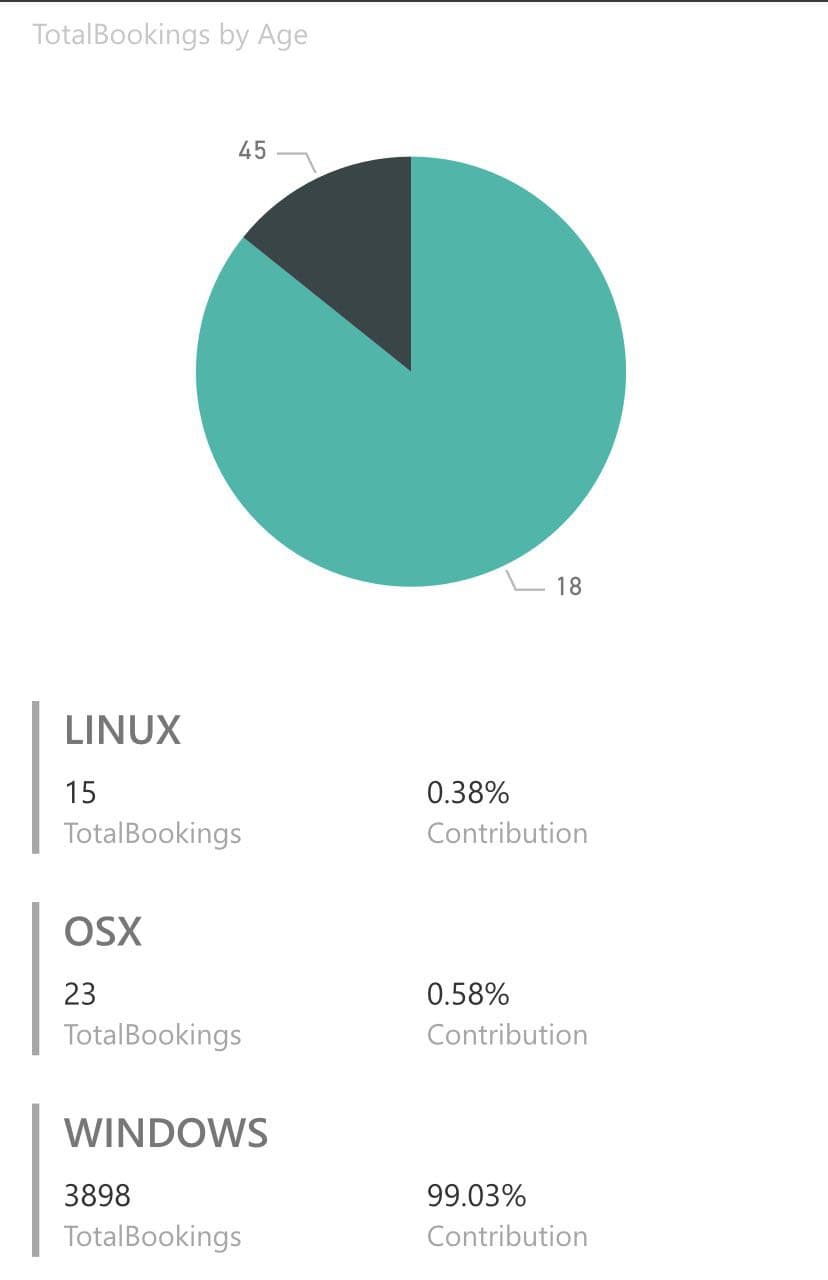 TotalBookings by Age
45
18
LINUX
15 0.38%
TotalBookings Contribution
OSX
23 0.58%
TotalBookings Contribution
WINDOWS
3898 99.03%
TotalBookings Contribution